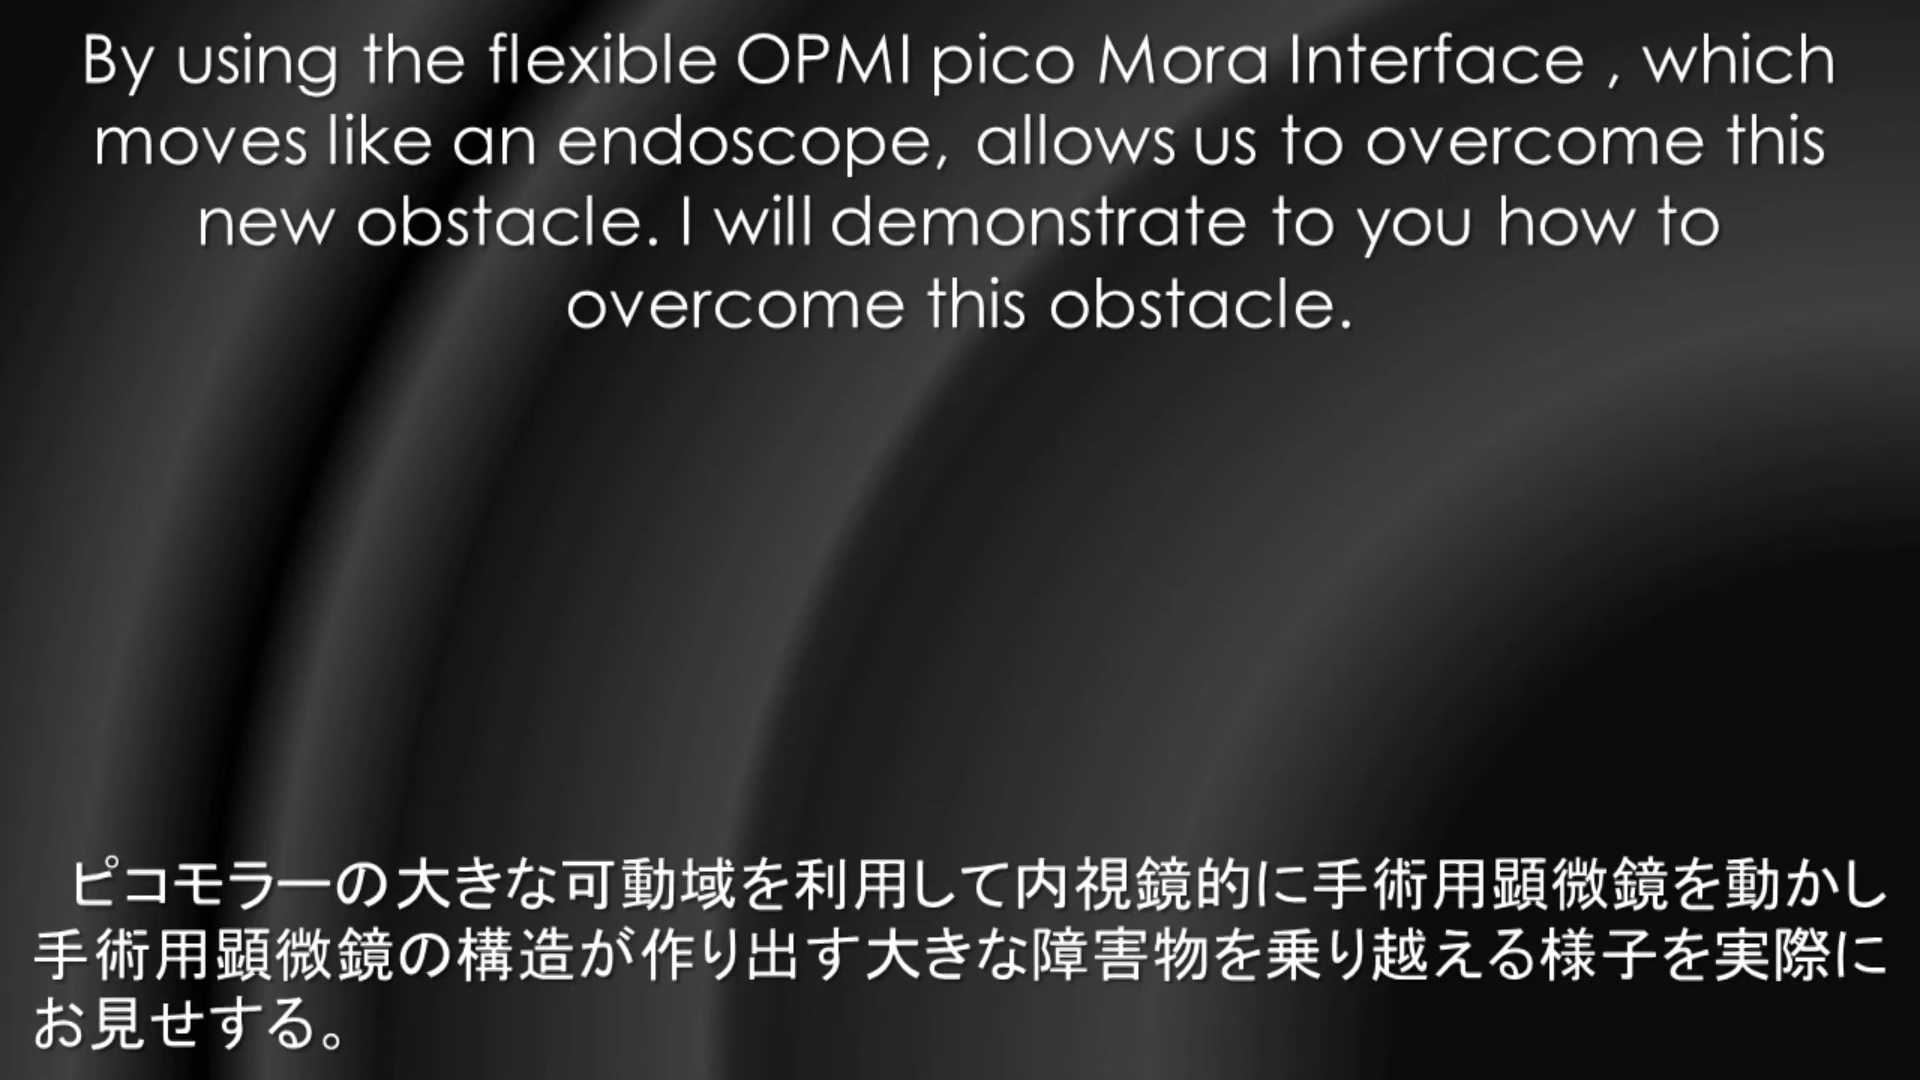 By using the flexible OPMI pico Mora Interface , which
moves like an endoscope, allows us to overcome this
new obstacle. I will demonstrate to you how to
overcome this obstacle.
ピコモラーの大きな可動域を利用して内視鏡的に手術用顕微鏡を動かし
手術用顕微鏡の構造が作り出す大きな障害物を乗り越える様子を実際に
お見せする。